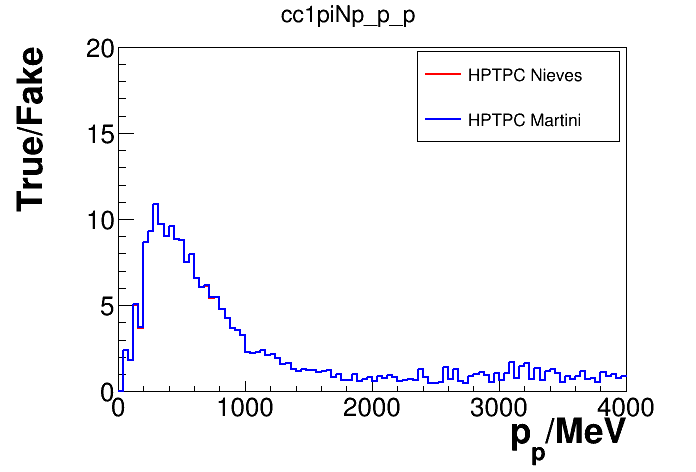 cc1piNp_p_p
True/Fake
20
15
10
5
0
HPTPC Nieves
HPTPC Martini
0 1000 2000 3000 4000
p_p/MeV